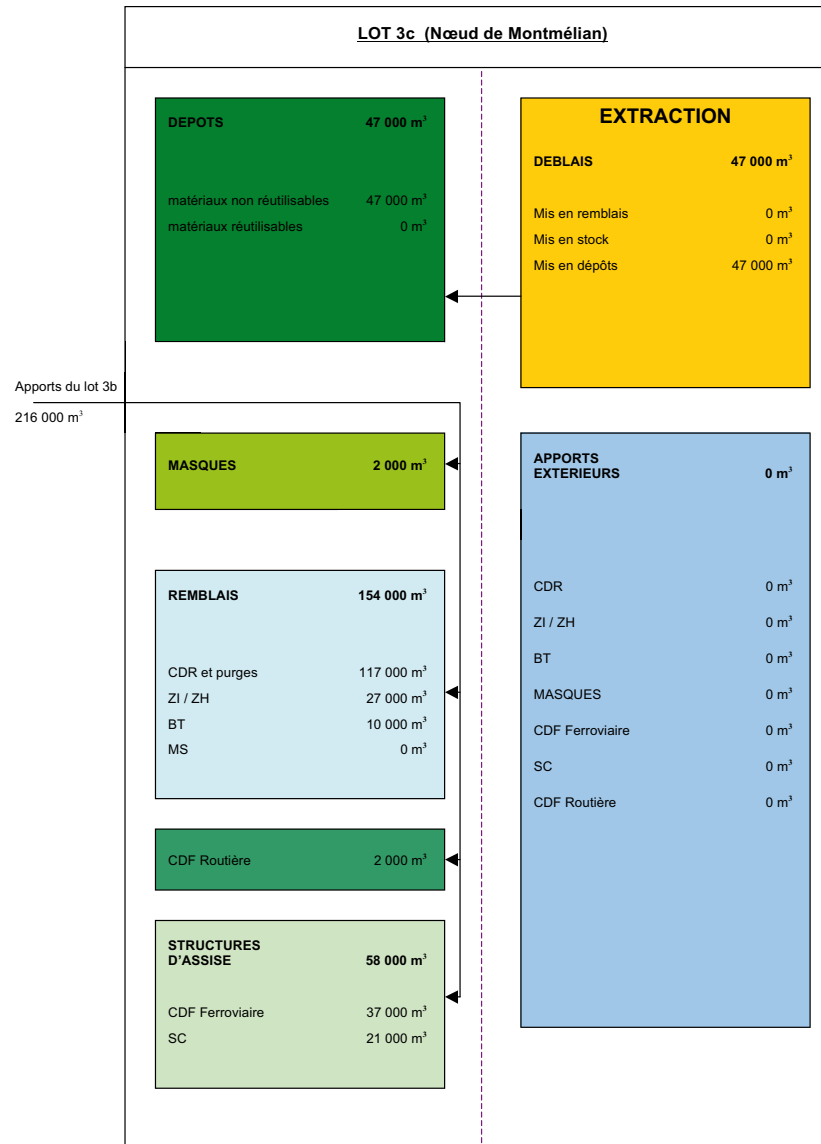 LOT 3c (Nœud de Montmélian)
DEPOTS 47 000 m³
matériaux non réutilisables 47 000 m³
matériaux réutilisables 0 m³
EXTRACTION
DEBLAIS 47 000 m³
Mis en remblais 0 m³
Mis en stock 0 m³
Mis en dépôts 47 000 m³
Apports du lot 3b
216 000 m³
MASQUES 2 000 m³
REMBLAIS 154 000 m³
CDR et purges 117 000 m³
ZI / ZH 27 000 m³
BT 10 000 m³
MS 0 m³
CDF Routière 2 000 m³
STRUCTURES
D'ASSISE 58 000 m³
CDF Ferroviaire 37 000 m³
SC 21 000 m³
APPORTS
EXTERIEURS 0 m³
CDR 0 m³
ZI / ZH 0 m³
BT 0 m³
MASQUES 0 m³
CDF Ferroviaire 0 m³
SC 0 m³
CDF Routière 0 m³